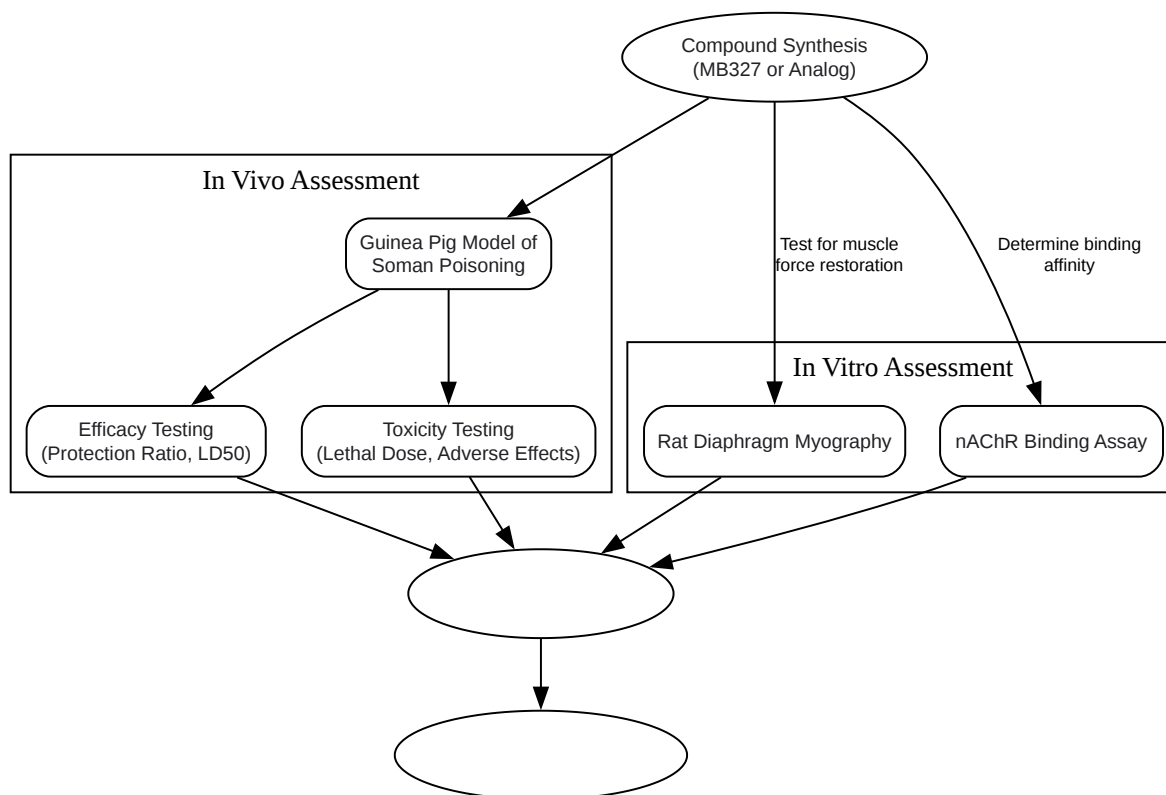 Compound Synthesis
(MB327 or Analog)
In Vivo Assessment
Guinea Pig Model of
Soman Poisoning
Test for muscle
force restoration
Determine binding
affinity
In Vitro Assessment
Efficacy Testing
(Protection Ratio, LD50)
Toxicity Testing
(Lethal Dose, Adverse Effects)
Rat Diaphragm Myography
nAChR Binding Assay